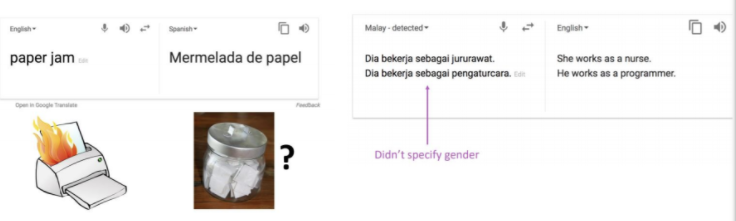 English
Spanish
paper jam Edit
Mermelada de papel
Open in Google Translate
Feedback
?
Malay - detected
English
Dia bekerja sebagai jururawat.
Dia bekerja sebagai pengaturcara. Edit
She works as a nurse.
He works as a programmer.
Didn't specify gender